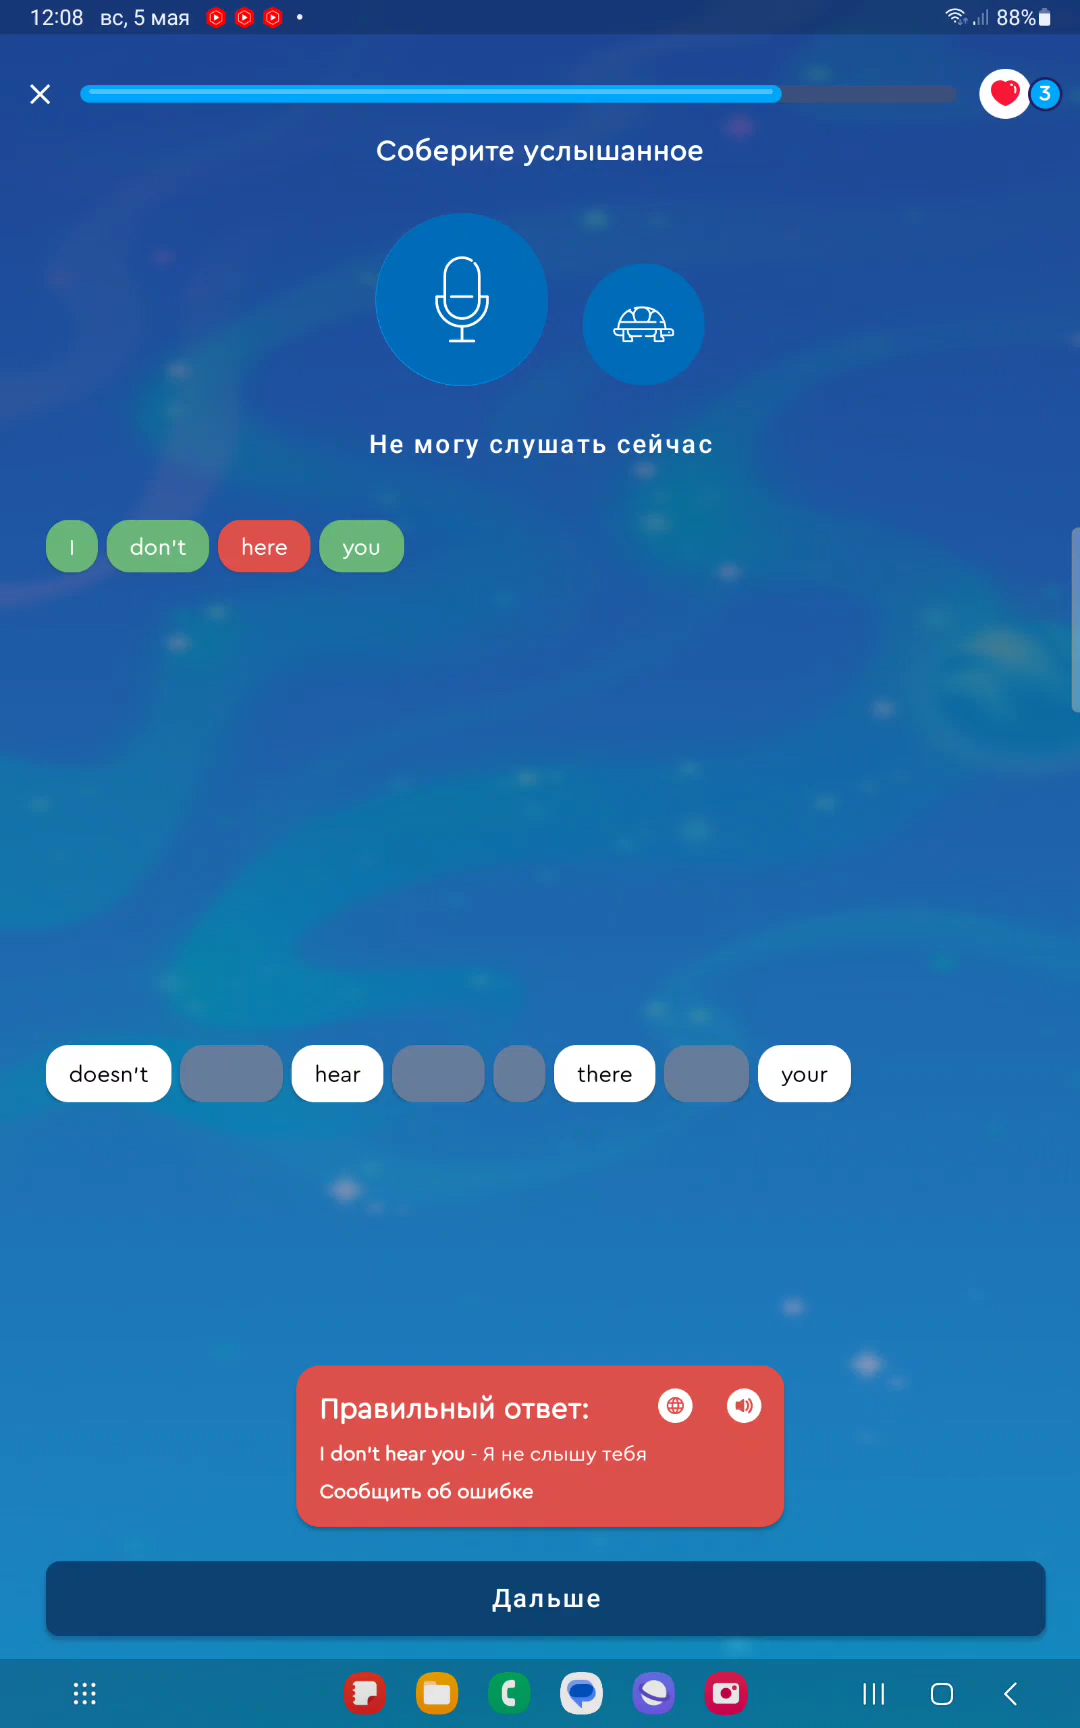 12:08 вс, 5 мая 88%
3
Соберите услышанное
Не могу слушать сейчас
I don't here you
doesn't hear there your
Правильный ответ:
I don't hear you - Я не слышу тебя
Сообщить об ошибке
Дальше